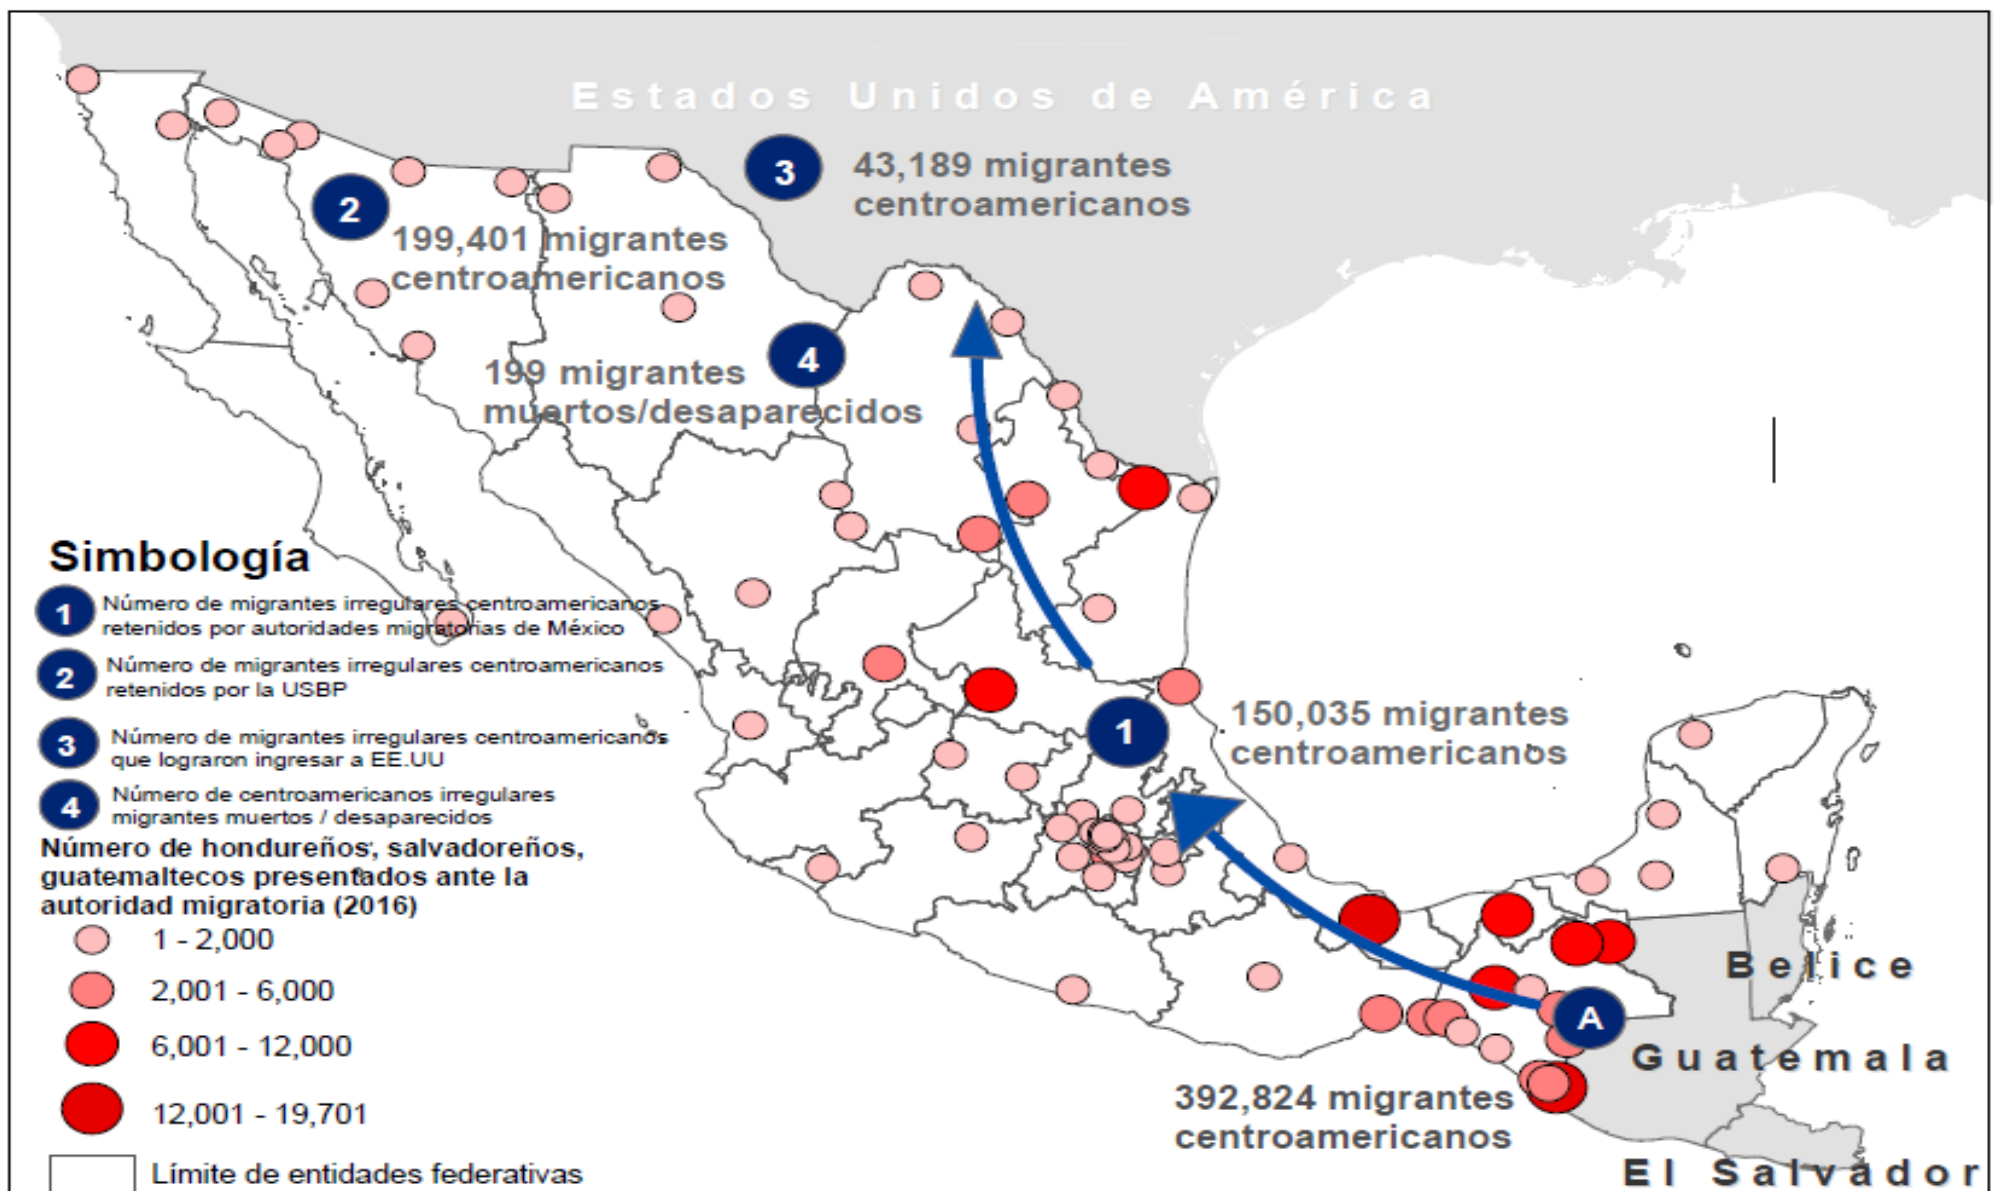 Estados Unidos de América
3
43,189 migrantes
centroamericanos
2
199,401 migrantes
centroamericanos
4
199 migrantes
muertos/desaparecidos
1
150,035 migrantes
centroamericanos
Belice
A
Guatemala
392,824 migrantes
centroamericanos
El Salvador
Simbología
1 Número de migrantes irregulares centroamericanos
retenidos por autoridades migratorias de México
2 Número de migrantes irregulares centroamericanos
retenidos por la USBP
3 Número de migrantes irregulares centroamericanos
que lograron ingresar a EE.UU
4 Número de centroamericanos irregulares
migrantes muertos / desaparecidos
Número de hondureños, salvadoreños,
guatemaltecos presentados ante la
autoridad migratoria (2016)
1 - 2,000
2,001 - 6,000
6,001 - 12,000
12,001 - 19,701
Límite de entidades federativas